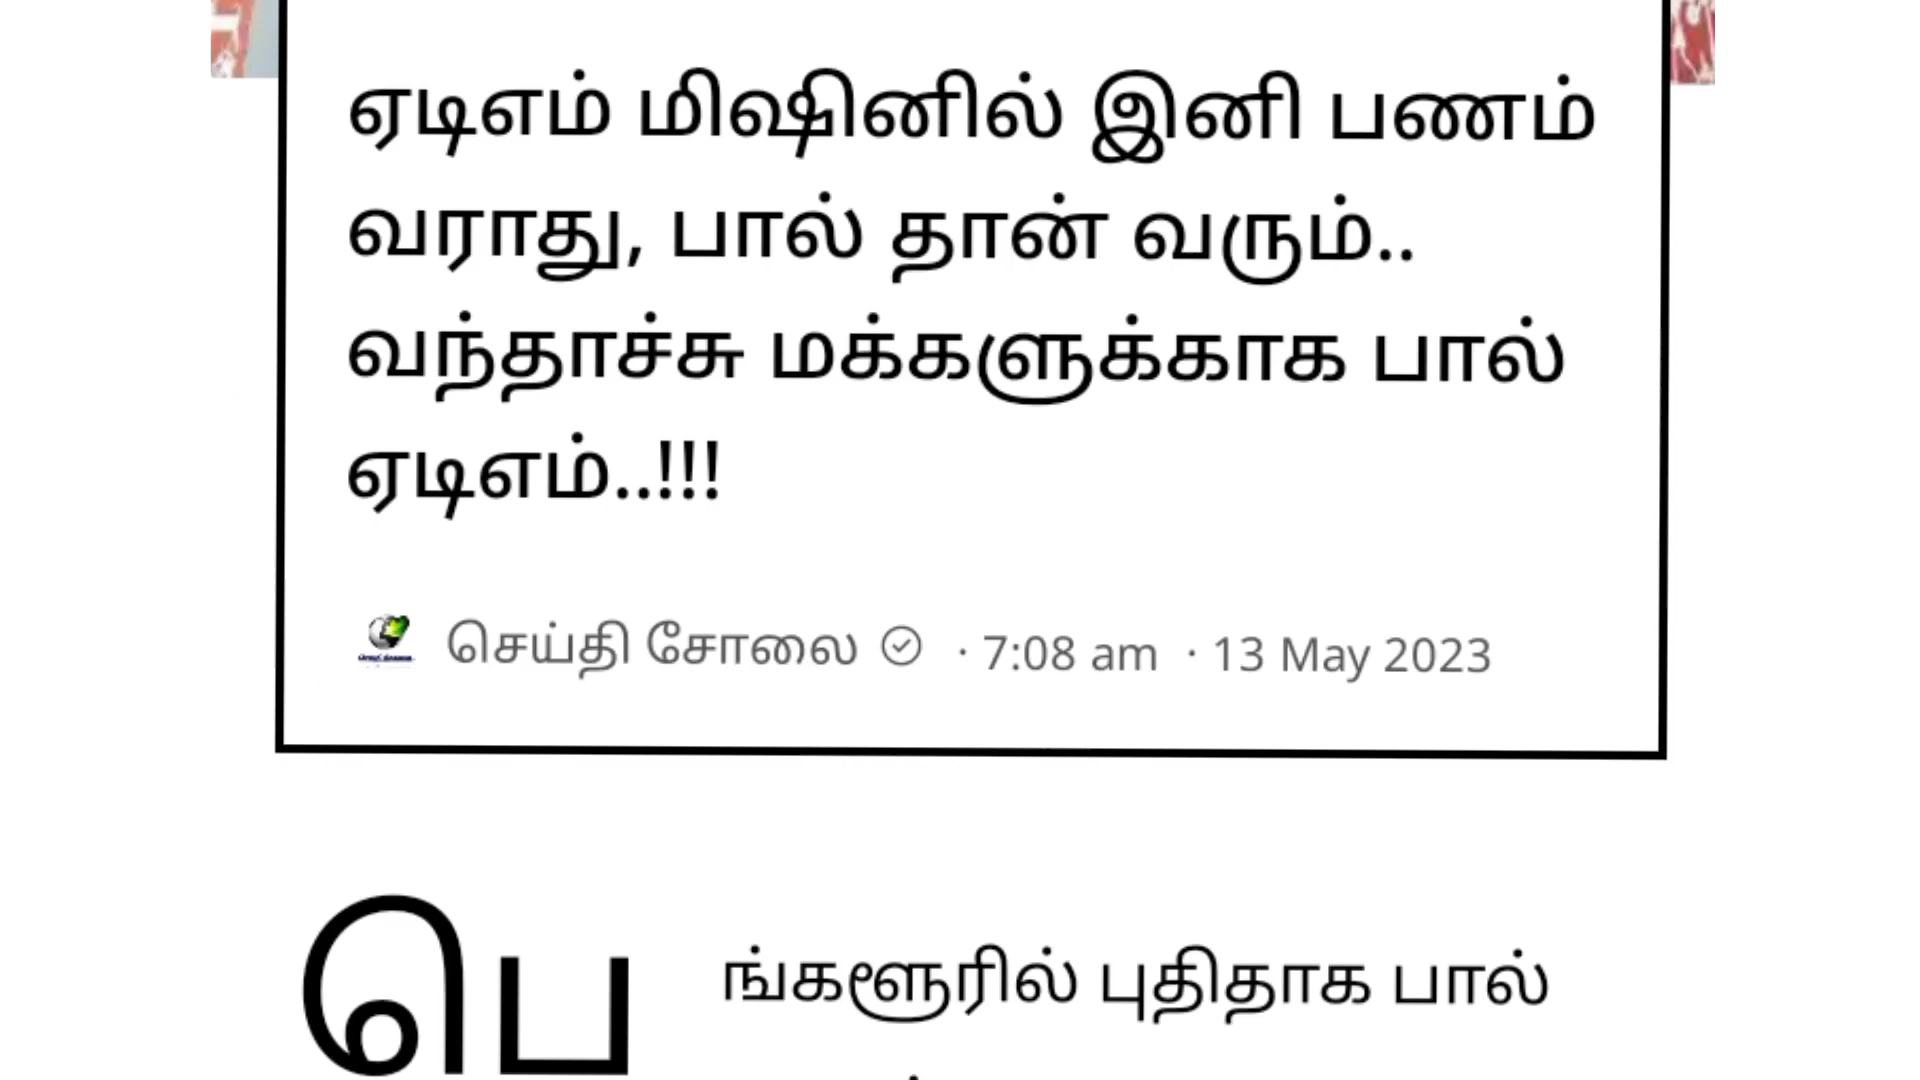 ஏடிஎம் மிஷினில் இனி பணம்
வராது, பால் தான் வரும்..
வந்தாச்சு மக்களுக்காக பால்
ஏடிஎம்..!!!
செய்தி சோலை · 7:08 am · 13 May 2023
பெங்களூரில் புதிதாக பால்